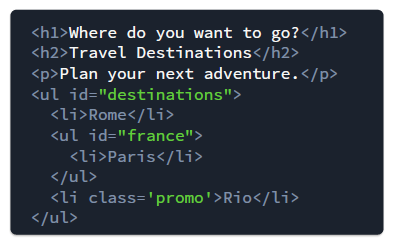 <h1>Where do you want to go?</h1>
<h2>Travel Destinations</h2>
<p>Plan your next adventure.</p>
<ul id="destinations">
  <li>Rome</li>
  <ul id="france">
    <li>Paris</li>
  </ul>
  <li class='promo'>Rio</li>
</ul>